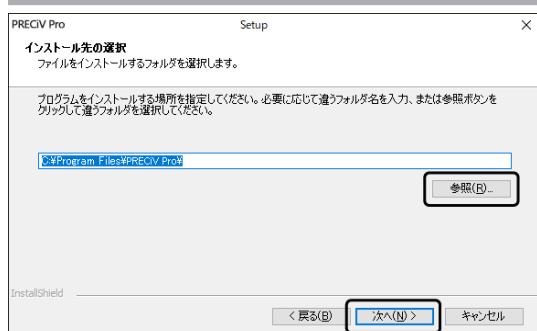 PRECiV Pro
Setup
インストール先の選択
ファイルをインストールするフォルダを選択します。
プログラムをインストールする場所を指定してください。必要に応じて違うフォルダ名を入力、または参照ボタンを
クリックして違うフォルダを選択してください。
C:¥Program Files¥PRECiV Pro¥
参照(R)...
InstallShield
< 戻る(B)
次へ(N) >
キャンセル